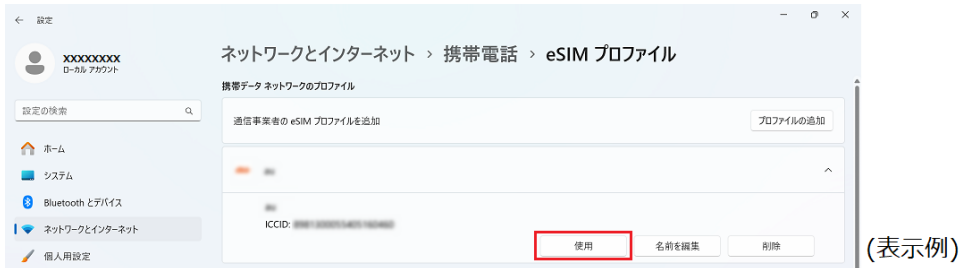 設定
XXXXXXXX
ローカル アカウント
設定の検索
ホーム
システム
Bluetooth とデバイス
ネットワークとインターネット
個人用設定
ネットワークとインターネット › 携帯電話 › eSIM プロファイル
携帯データ ネットワークのプロファイル
通信事業者の eSIM プロファイルを追加
プロファイルの追加
ICCID:
使用
名前を編集
削除
(表示例)